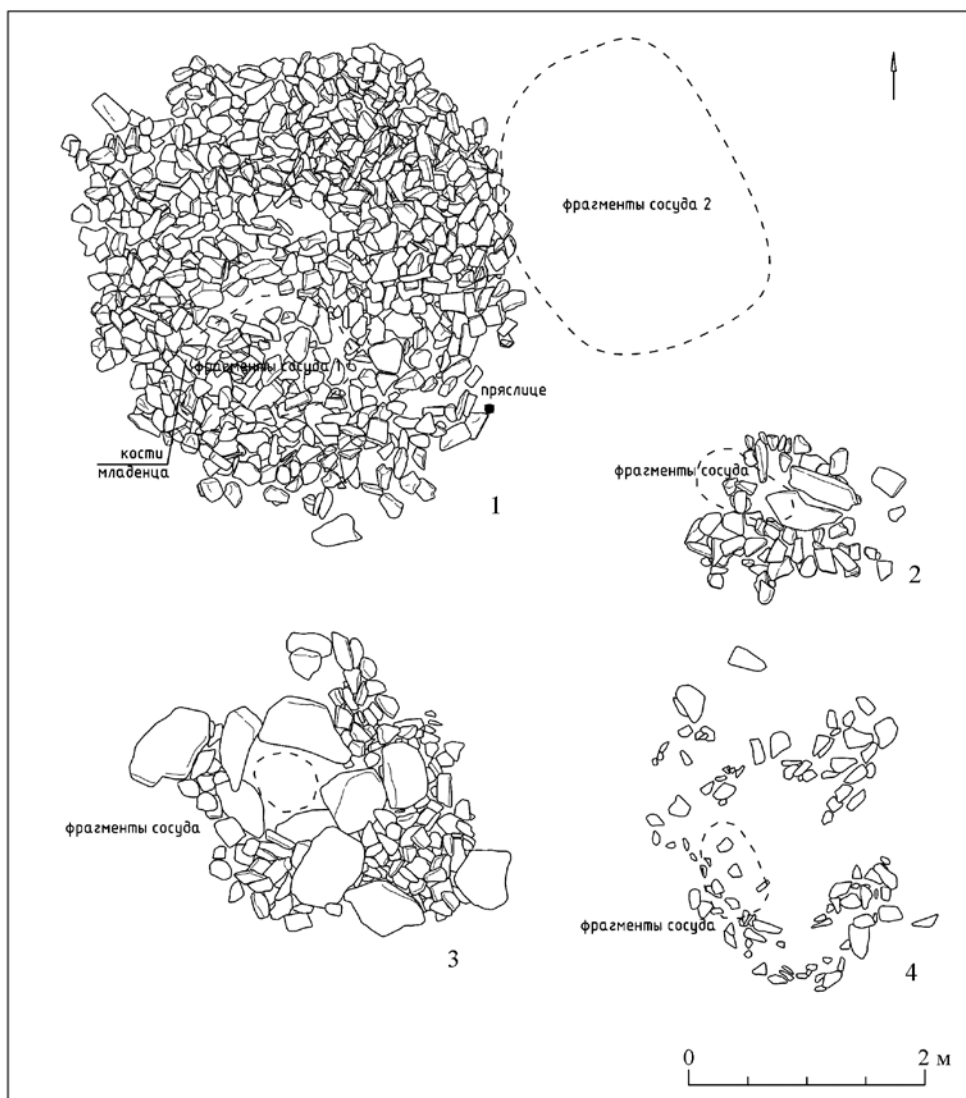 фрагменты сосуда 2
фрагменты сосуда 1
пряслице
кости
младенца
1
фрагменты сосуда
2
фрагменты сосуда
3
фрагменты сосуда
4
0 2 м